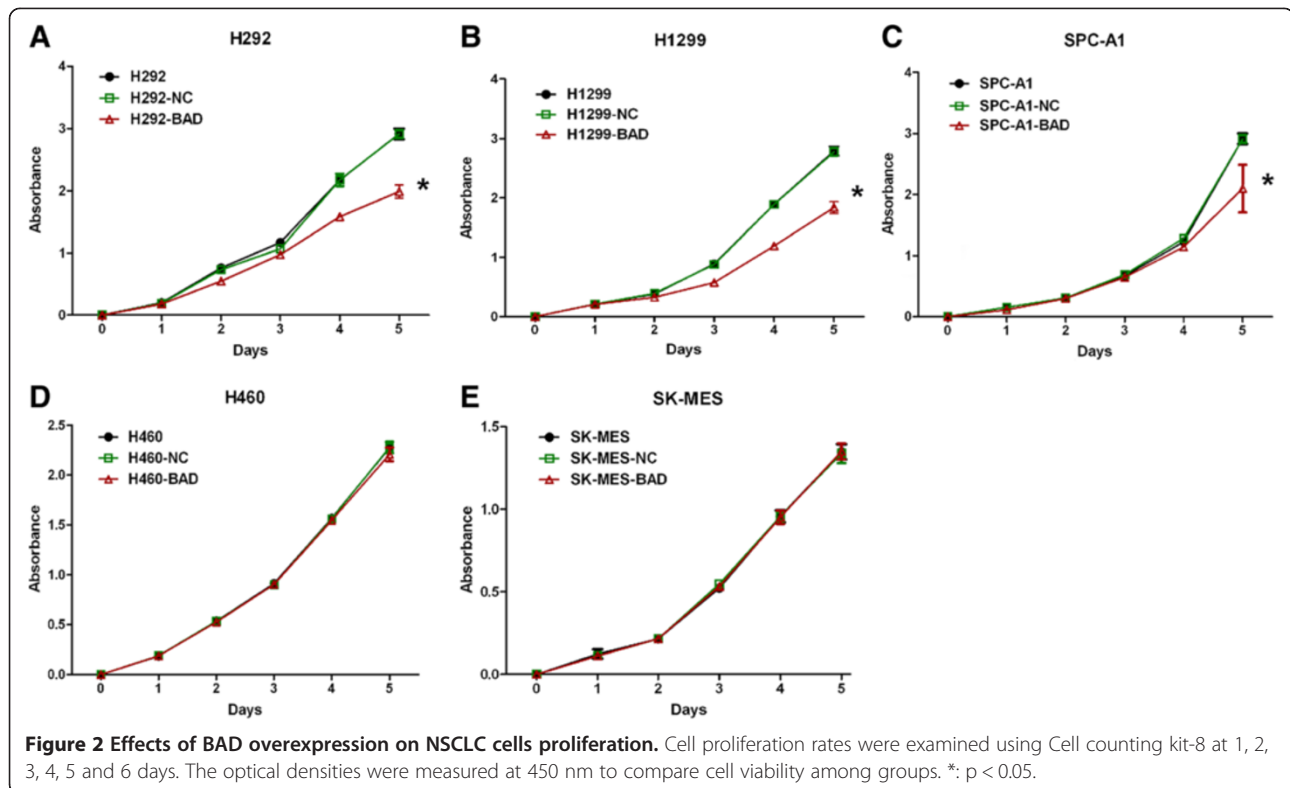 A
H292
H292
H292-NC
H292-BAD
Absorbance
4
3
2
1
0
*
0 1 2 3 4 5
Days
B
H1299
H1299
H1299-NC
H1299-BAD
Absorbance
4
3
2
1
0
*
0 1 2 3 4 5
Days
C
SPC-A1
SPC-A1
SPC-A1-NC
SPC-A1-BAD
Absorbance
4
3
2
1
0
*
0 1 2 3 4 5
Days
D
H460
H460
H460-NC
H460-BAD
Absorbance
2.5
2.0
1.5
1.0
0.5
0.0
0 1 2 3 4 5
Days
E
SK-MES
SK-MES
SK-MES-NC
SK-MES-BAD
Absorbance
1.5
1.0
0.5
0.0
0 1 2 3 4 5
Days
Figure 2 Effects of BAD overexpression on NSCLC cells proliferation. Cell proliferation rates were examined using Cell counting kit-8 at 1, 2,
3, 4, 5 and 6 days. The optical densities were measured at 450 nm to compare cell viability among groups. *: p < 0.05.